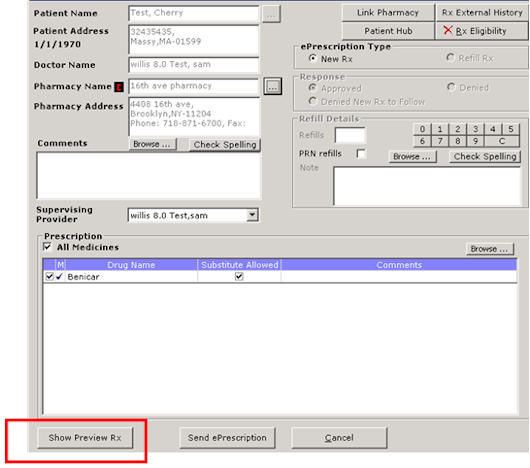 Patient Name
Test, Cherry
...
Link Pharmacy
Rx External History
Patient Address
1/1/1970
32435435,
Massy,MA-01599
Patient Hub
Rx Eligibility
Doctor Name
willis 8.0 Test, sam
ePrescription Type
New Rx
Refill Rx
Pharmacy Name
E
16th ave pharmacy
...
Response
Approved
Denied
Denied New Rx to Follow
Pharmacy Address
4408 16th ave,
Brooklyn,NY-11204
Phone: 718-871-6700, Fax:
Refill Details
Refills
0 1 2 3 4 5
6 7 8 9 C
Comments
Browse ...
Check Spelling
PRN refills
Browse ...
Check Spelling
Note
Supervising
Provider
willis 8.0 Test,sam
Prescription
All Medicines
Browse ...
M Drug Name Substitute Allowed Comments
Benicar
Show Preview Rx
Send ePrescription
Cancel